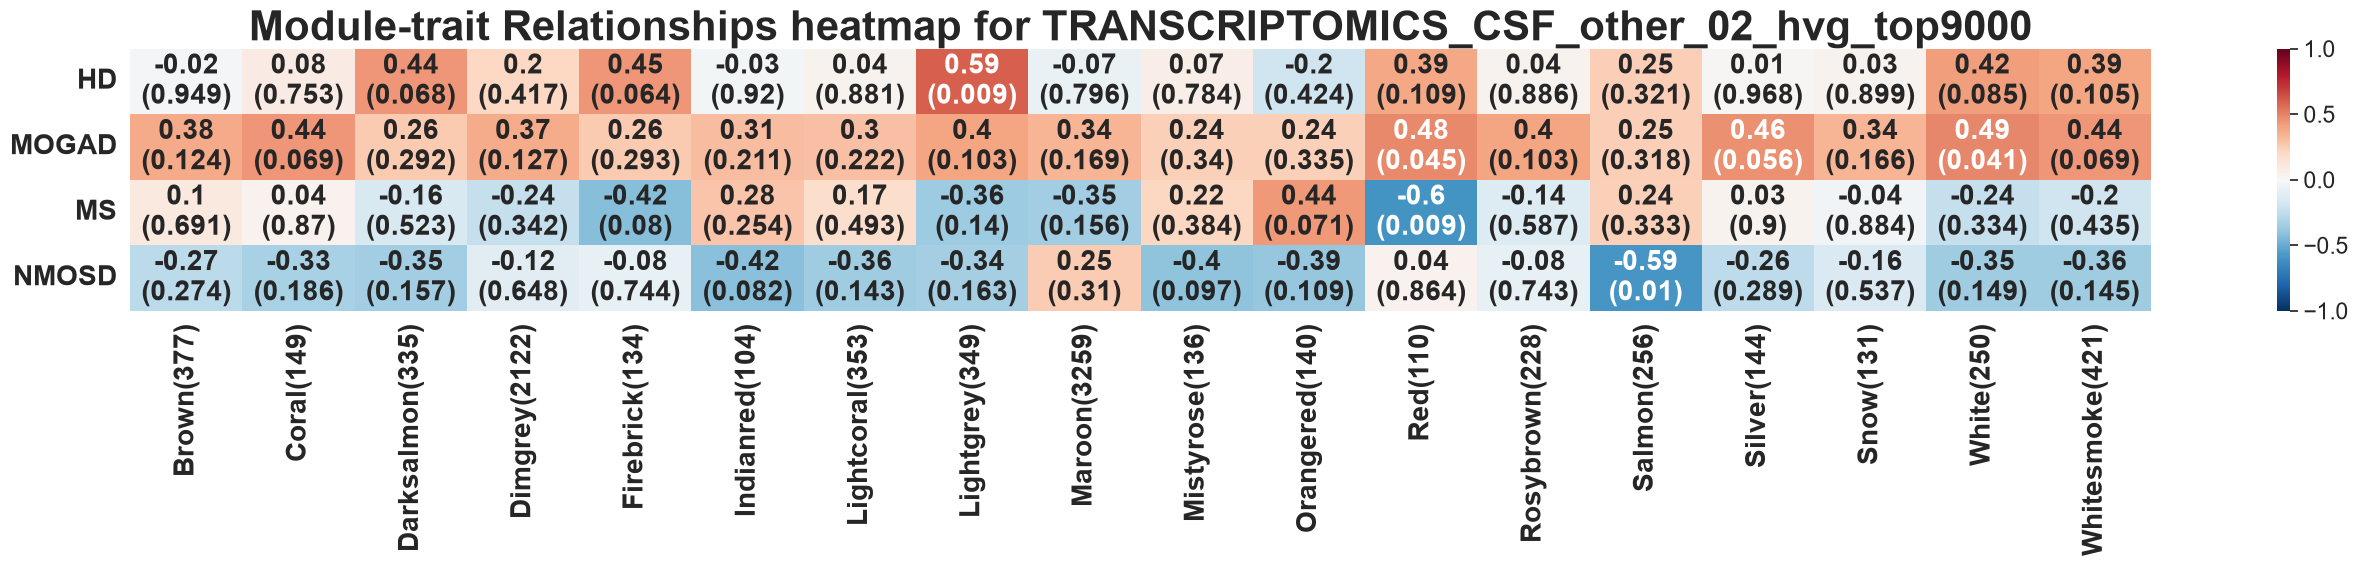 Module-trait Relationships heatmap for TRANSCRIPTOMICS_CSF_other_02_hvg_top9000
HD -0.02 0.08 0.44 0.2 0.45 -0.03 0.04 0.59 -0.07 0.07 -0.2 0.39 0.04 0.25 0.01 0.03 0.42 0.39
(0.949) (0.753) (0.068) (0.417) (0.064) (0.92) (0.881) (0.009) (0.796) (0.784) (0.424) (0.109) (0.886) (0.321) (0.968) (0.899) (0.085) (0.105)
MOGAD 0.38 0.44 0.26 0.37 0.26 0.31 0.3 0.4 0.34 0.24 0.24 0.48 0.4 0.25 0.46 0.34 0.49 0.44
(0.124) (0.069) (0.292) (0.127) (0.293) (0.211) (0.222) (0.103) (0.169) (0.34) (0.335) (0.045) (0.103) (0.318) (0.056) (0.166) (0.041) (0.069)
MS 0.1 0.04 -0.16 -0.24 -0.42 0.28 0.17 -0.36 -0.35 0.22 0.44 -0.6 -0.14 0.24 0.03 -0.04 -0.24 -0.2
(0.691) (0.87) (0.523) (0.342) (0.08) (0.254) (0.493) (0.14) (0.156) (0.384) (0.071) (0.009) (0.587) (0.333) (0.9) (0.884) (0.334) (0.435)
NMOSD -0.27 -0.33 -0.35 -0.12 -0.08 -0.42 -0.36 -0.34 0.25 -0.4 -0.39 0.04 -0.08 -0.59 -0.26 -0.16 -0.35 -0.36
(0.274) (0.186) (0.157) (0.648) (0.744) (0.082) (0.143) (0.163) (0.31) (0.097) (0.109) (0.864) (0.743) (0.01) (0.289) (0.537) (0.149) (0.145)
Brown(377)
Coral(149)
Darksalmon(335)
Dimgrey(2122)
Firebrick(134)
Indianred(104)
Lightcoral(353)
Lightgrey(349)
Maroon(3259)
Mistyrose(136)
Orangered(140)
Red(110)
Rosybrown(228)
Salmon(256)
Silver(144)
Snow(131)
White(250)
Whitesmoke(421)
1.0
0.5
0.0
−0.5
−1.0